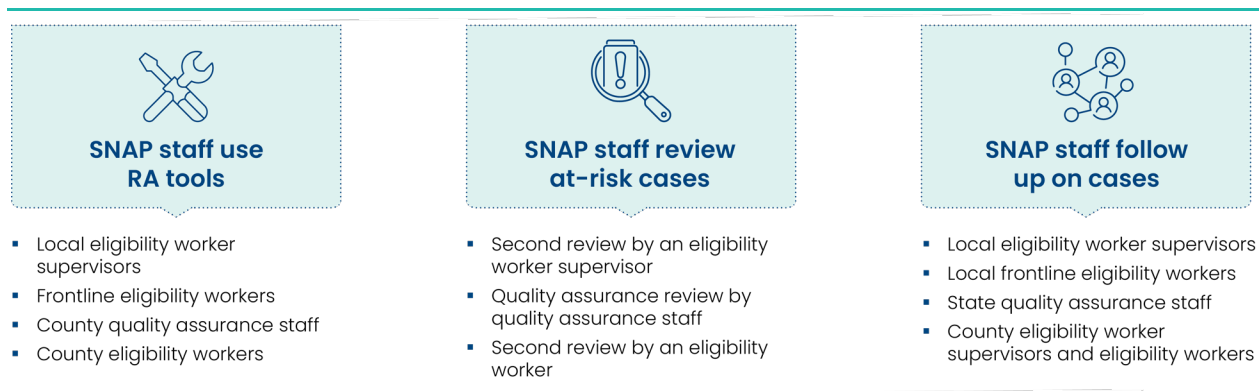 SNAP staff use
RA tools
▪ Local eligibility worker
supervisors
▪ Frontline eligibility workers
▪ County quality assurance staff
▪ County eligibility workers
SNAP staff review
at-risk cases
▪ Second review by an eligibility
worker supervisor
▪ Quality assurance review by
quality assurance staff
▪ Second review by an eligibility
worker
SNAP staff follow
up on cases
▪ Local eligibility worker supervisors
▪ Local frontline eligibility workers
▪ State quality assurance staff
▪ County eligibility worker
supervisors and eligibility workers